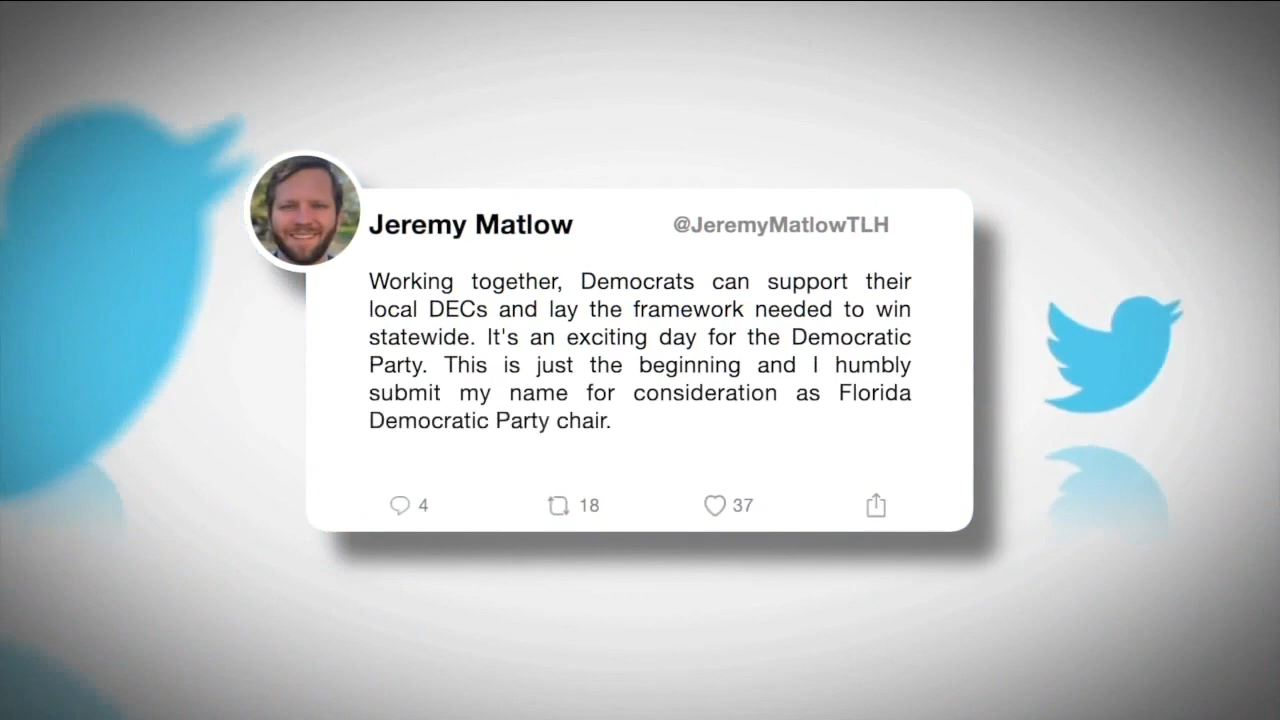 Jeremy Matlow @JeremyMatlowTLH
Working together, Democrats can support their
local DECs and lay the framework needed to win
statewide. It's an exciting day for the Democratic
Party. This is just the beginning and I humbly
submit my name for consideration as Florida
Democratic Party chair.
4 18 37